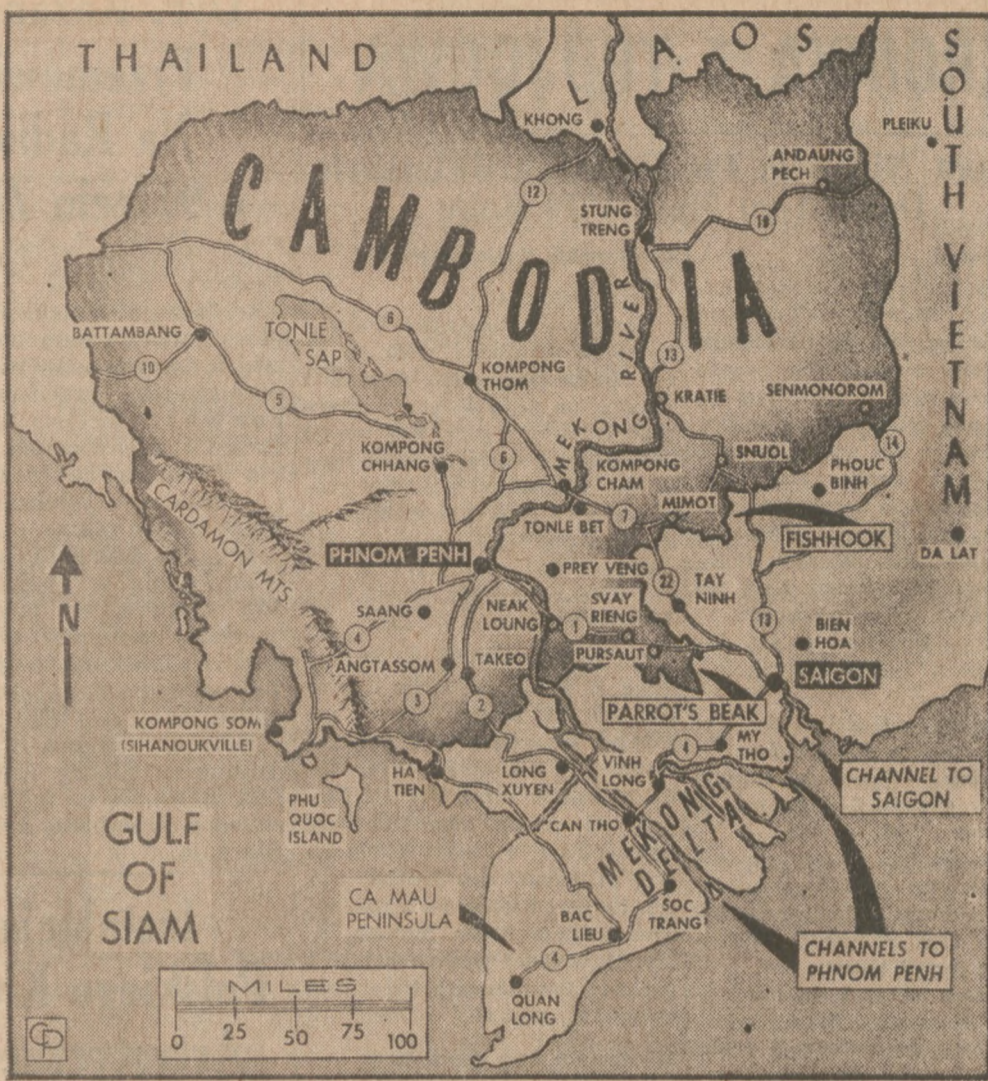 THAILAND
LAOS
SOUTH VIETNAM
KHONG
PLEIKU
ANDAUNG
PECH
CAMBODIA
12
STUNG
TRENG
19
BATTAMBANG
TONLE
SAP
6
10
5
KOMPONG
THOM
13
RIVER
MEKONG
KRATIE
SENMONOROM
14
KOMPONG
CHHANG
6
KOMPONG
CHAM
SNUOL
PHOUC
BINH
CARDAMON MTS
TONLE BET
7
MIMOT
FISHHOOK
DA LAT
PHNOM PENH
PREY VENG
22
TAY
NINH
N
SAANG
4
NEAK
LOUNG
1
SVAY
RIENG
13
BIEN
HOA
ANGTASSOM
TAKEO
PURSAUT
SAIGON
3
2
PARROT'S BEAK
KOMPONG SOM
(SIHANOUKVILLE)
HA
TIEN
LONG
XUYEN
VINH
LONG
4
MY
THO
CHANNEL TO
SAIGON
PHU
QUOC
ISLAND
GULF
OF
SIAM
CAN THO
MEKONG
DELTA
CA MAU
PENINSULA
BAC
LIEU
SOC
TRANG
4
CHANNELS TO
PHNOM PENH
QUAN
LONG
MILES
0 25 50 75 100
CP